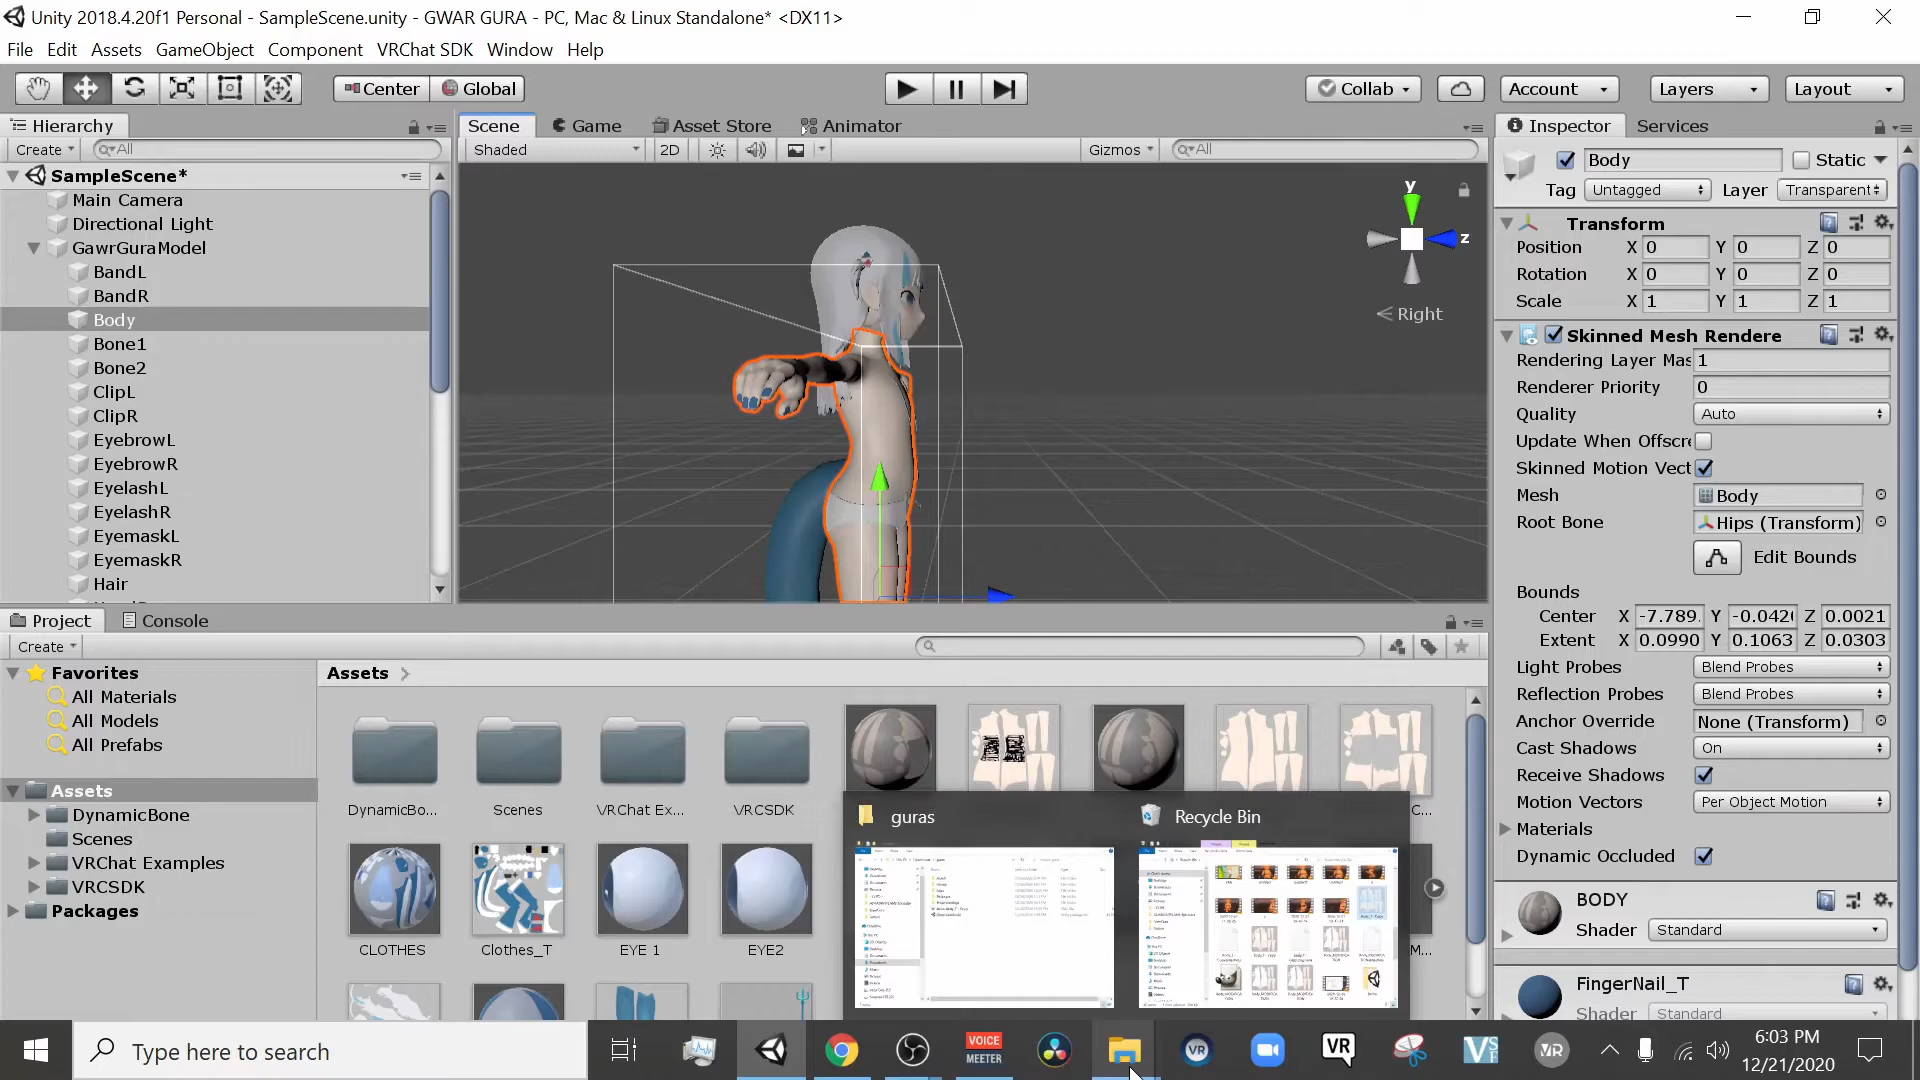 Unity 2018.4.20f1 Personal - SampleScene.unity - GWAR GURA - PC, Mac & Linux Standalone* <DX11>
File Edit Assets GameObject Component VRChat SDK Window Help
Center Global Collab Account Layers Layout
Hierarchy
Create All
SampleScene*
Main Camera
Directional Light
GawrGuraModel
BandL
BandR
Body
Bone1
Bone2
ClipL
ClipR
EyebrowL
EyebrowR
EyelashL
EyelashR
EyemaskL
EyemaskR
Hair
Scene Game Asset Store Animator
Shaded 2D Gizmos All
y
z
Right
Inspector Services
Body Static
Tag Untagged Layer Transparent
Transform
Position X 0 Y 0 Z 0
Rotation X 0 Y 0 Z 0
Scale X 1 Y 1 Z 1
Skinned Mesh Rendere
Rendering Layer Mas 1
Renderer Priority 0
Quality Auto
Update When Offscre
Skinned Motion Vect
Mesh Body
Root Bone Hips (Transform)
Edit Bounds
Bounds
Center X -7.789. Y -0.042 Z 0.0021
Extent X 0.0990 Y 0.1063 Z 0.0303
Light Probes Blend Probes
Reflection Probes Blend Probes
Anchor Override None (Transform)
Cast Shadows On
Receive Shadows
Motion Vectors Per Object Motion
Materials
Dynamic Occluded
BODY
Shader Standard
FingerNail_T
Shader Standard
Project Console
Create
Favorites
All Materials
All Models
All Prefabs
Assets
DynamicBone
Scenes
VRChat Examples
VRCSDK
Packages
Assets
DynamicBo... Scenes VRChat Ex... VRCSDK C...
CLOTHES Clothes_T EYE 1 EYE2 M...
guras Recycle Bin
Type here to search
VOICE
MEETER
VR
VR
VR
6:03 PM
12/21/2020